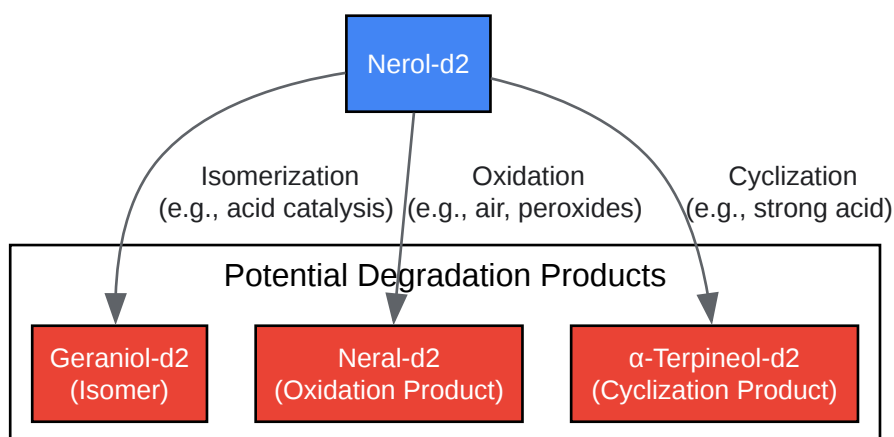 Nerol-d2
Isomerization
(e.g., acid catalysis)
Oxidation
(e.g., air, peroxides)
Cyclization
(e.g., strong acid)
Potential Degradation Products
Geraniol-d2
(Isomer)
Neral-d2
(Oxidation Product)
α-Terpineol-d2
(Cyclization Product)